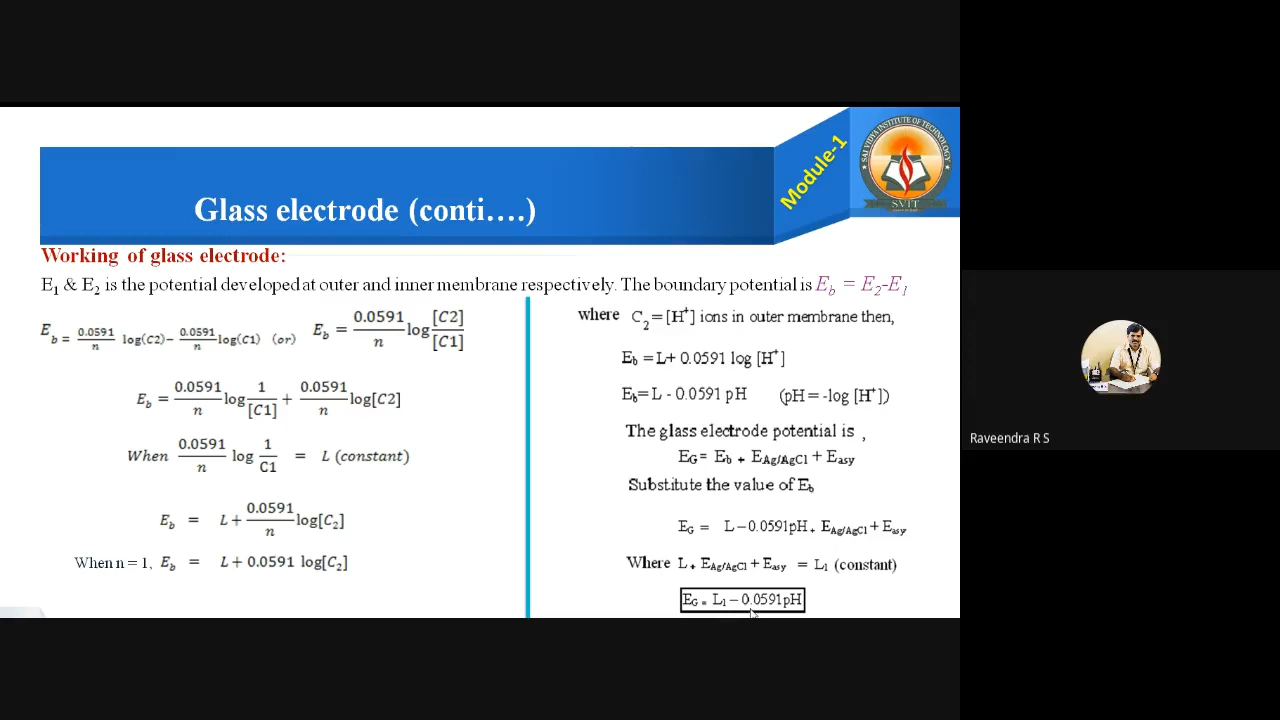 Module-1
SAI VIDYA INSTITUTE OF TECHNOLOGY
SVIT
Glass electrode (conti….)
Working of glass electrode:
E₁ & E₂ is the potential developed at outer and inner membrane respectively. The boundary potential is E_b = E₂-E₁
E_b = 0.0591/n log(C2) – 0.0591/n log(C1) (or) E_b = 0.0591/n log [C2]/[C1]
E_b = 0.0591/n log 1/[C1] + 0.0591/n log[C2]
When 0.0591/n log 1/C1 = L (constant)
E_b = L + 0.0591/n log[C₂]
When n = 1, E_b = L + 0.0591 log[C₂]
where C₂ = [H⁺] ions in outer membrane then,
E_b = L+ 0.0591 log [H⁺]
E_b= L - 0.0591 pH (pH = -log [H⁺])
The glass electrode potential is ,
E_G = E_b + E_Ag/AgCl + E_asy
Substitute the value of E_b
E_G = L – 0.0591pH + E_Ag/AgCl + E_asy
Where L + E_Ag/AgCl + E_asy = L₁ (constant)
E_G = L₁ – 0.0591pH
Raveendra R S